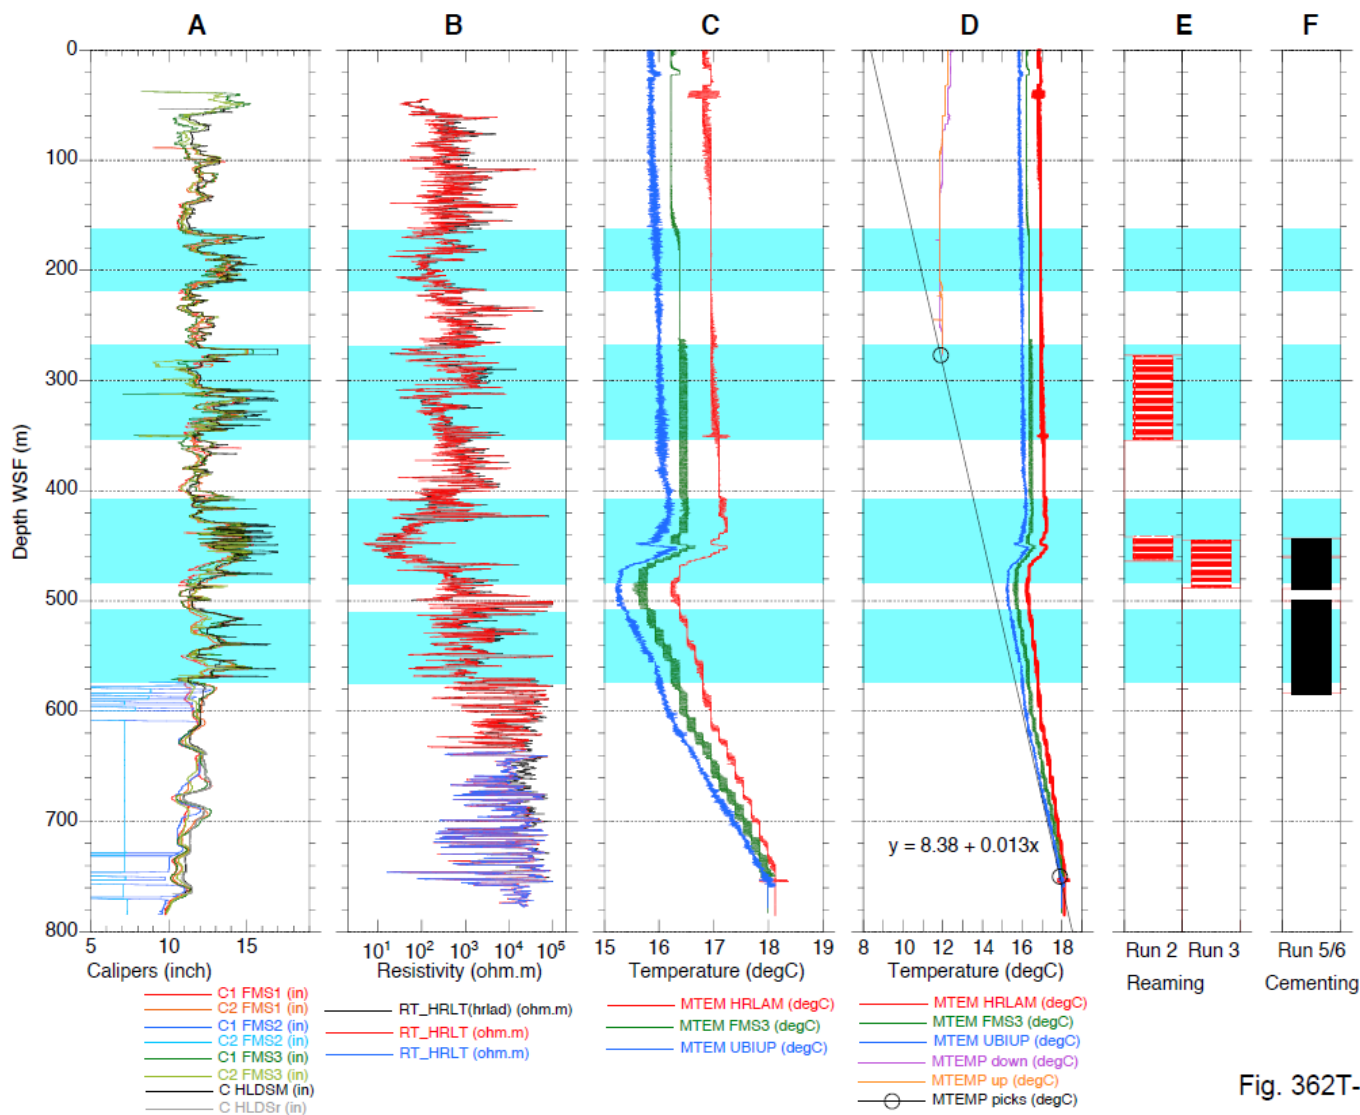 A B C D E F
0
100
200
300
400
500
600
700
800
Depth WSF (m)
y = 8.38 + 0.013x
5 10 15
10¹ 10² 10³ 10⁴ 10⁵
15 16 17 18 19
8 10 12 14 16 18
Run 2 Run 3
Run 5/6
Calipers (inch)
Resistivity (ohm.m)
Temperature (degC)
Temperature (degC)
Reaming
Cementing
C1 FMS1 (in)
C2 FMS1 (in)
C1 FMS2 (in)
C2 FMS2 (in)
C1 FMS3 (in)
C2 FMS3 (in)
C HLDSM (in)
C HLDSr (in)
RT_HRLT(hrlad) (ohm.m)
RT_HRLT (ohm.m)
RT_HRLT (ohm.m)
MTEM HRLAM (degC)
MTEM FMS3 (degC)
MTEM UBIUP (degC)
MTEM HRLAM (degC)
MTEM FMS3 (degC)
MTEM UBIUP (degC)
MTEMP down (degC)
MTEMP up (degC)
MTEMP picks (degC)
Fig. 362T-